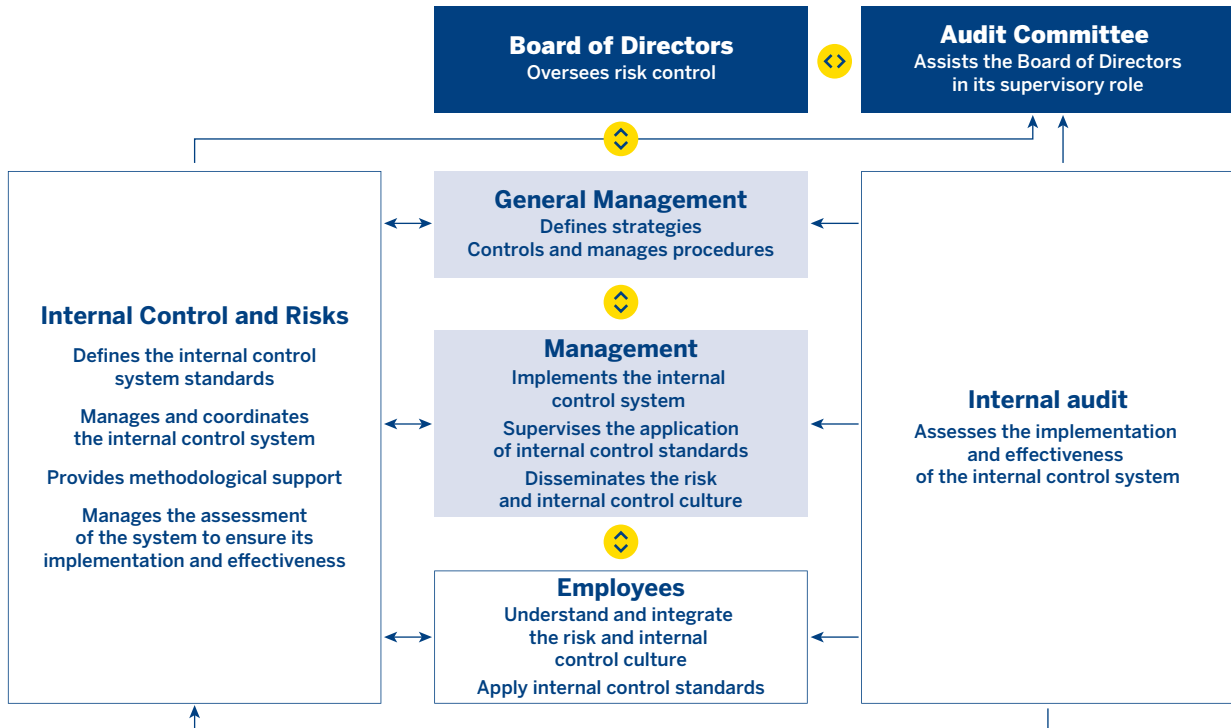 Board of Directors
Oversees risk control
Audit Committee
Assists the Board of Directors
in its supervisory role
General Management
Defines strategies
Controls and manages procedures
Internal Control and Risks
Defines the internal control
system standards
Manages and coordinates
the internal control system
Provides methodological support
Manages the assessment
of the system to ensure its
implementation and effectiveness
Management
Implements the internal
control system
Supervises the application
of internal control standards
Disseminates the risk
and internal control culture
Employees
Understand and integrate
the risk and internal
control culture
Apply internal control standards
Internal audit
Assesses the implementation
and effectiveness
of the internal control system